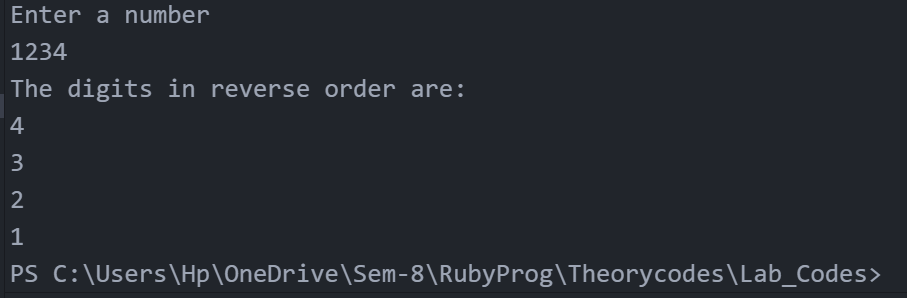 Enter a number
1234
The digits in reverse order are:
4
3
2
1
PS C:\Users\Hp\OneDrive\Sem-8\RubyProg\Theorycodes\Lab_Codes>